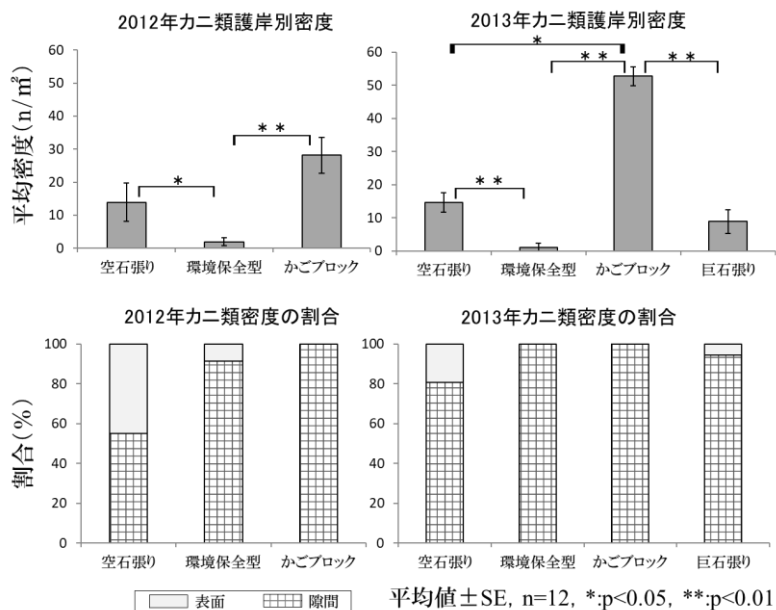 2012年カニ類護岸別密度
平均密度(n/㎡)
60
50
40
30
20
10
0
*
**
空石張り 環境保全型 かごブロック
2013年カニ類護岸別密度
60
50
40
30
20
10
0
*
** **
**
空石張り 環境保全型 かごブロック 巨石張り
2012年カニ類密度の割合
割合(%)
100
80
60
40
20
0
空石張り 環境保全型 かごブロック
2013年カニ類密度の割合
100
80
60
40
20
0
空石張り 環境保全型 かごブロック 巨石張り
表面 隙間
平均値±SE, n=12, *:p<0.05, **:p<0.01